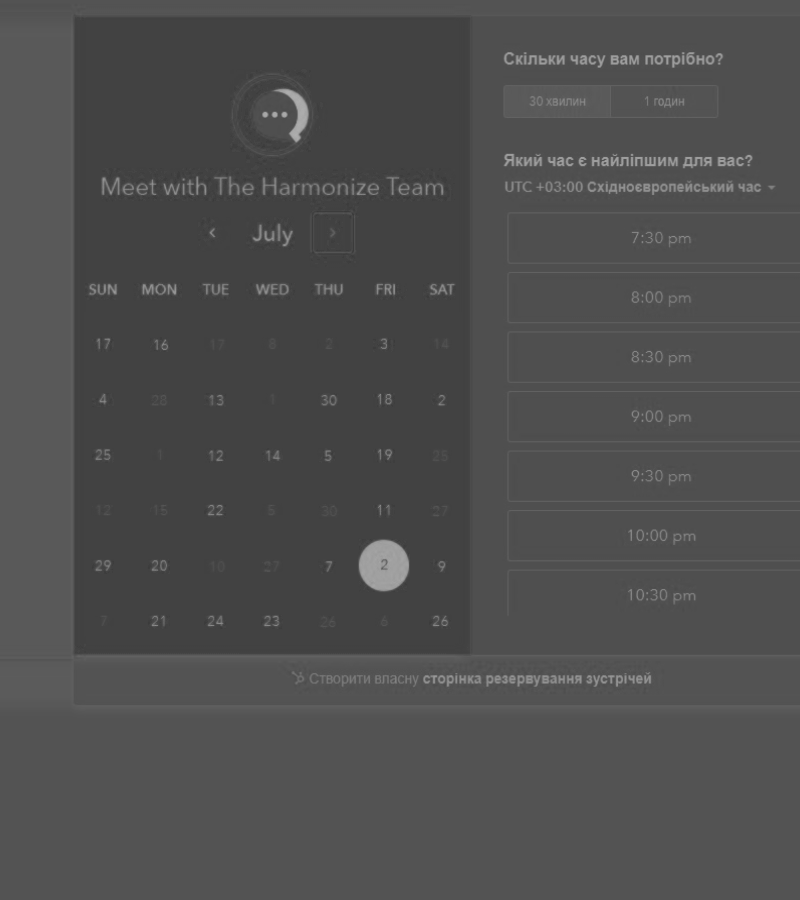 Meet with The Harmonize Team
July
SUN MON TUE WED THU FRI SAT
17 16 17 8 2 3 14
4 28 13 1 30 18 2
25 1 12 14 5 19 25
12 15 22 5 30 11 27
29 20 10 27 7 2 9
7 21 24 23 26 6 26
Скільки часу вам потрібно?
30 хвилин 1 годин
Який час є найліпшим для вас?
UTC +03:00 Східноєвропейський час
7:30 pm
8:00 pm
8:30 pm
9:00 pm
9:30 pm
10:00 pm
10:30 pm
Створити власну сторінка резервування зустрічей